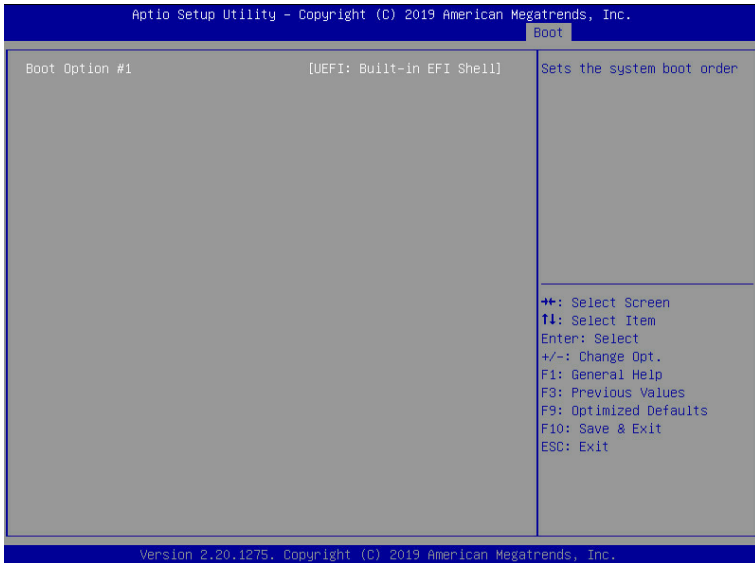 Aptio Setup Utility – Copyright (C) 2019 American Megatrends, Inc.
Boot
Boot Option #1 [UEFI: Built-in EFI Shell]
Sets the system boot order
→←: Select Screen
↑↓: Select Item
Enter: Select
+/-: Change Opt.
F1: General Help
F3: Previous Values
F9: Optimized Defaults
F10: Save & Exit
ESC: Exit
Version 2.20.1275. Copyright (C) 2019 American Megatrends, Inc.